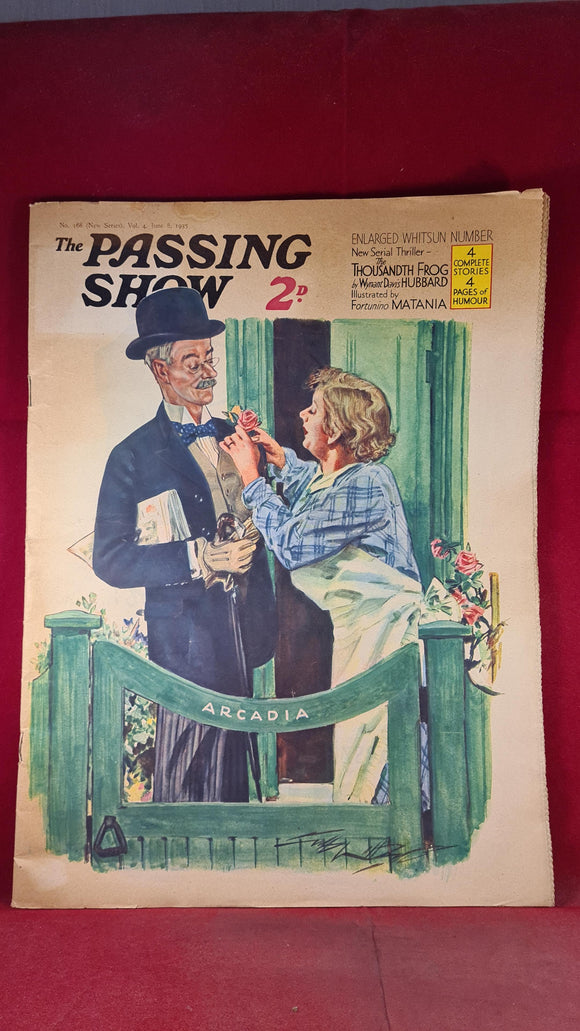 No. 168 (New Series), Vol. 4, June 8, 1935
The PASSING
SHOW 2D.
ENLARGED WHITSUN NUMBER
New Serial Thriller –
The
THOUSANDTH FROG
by Wynant Davis HUBBARD
Illustrated by
Fortunino MATANIA
4
COMPLETE
STORIES
4
PAGES of
HUMOUR
ARCADIA